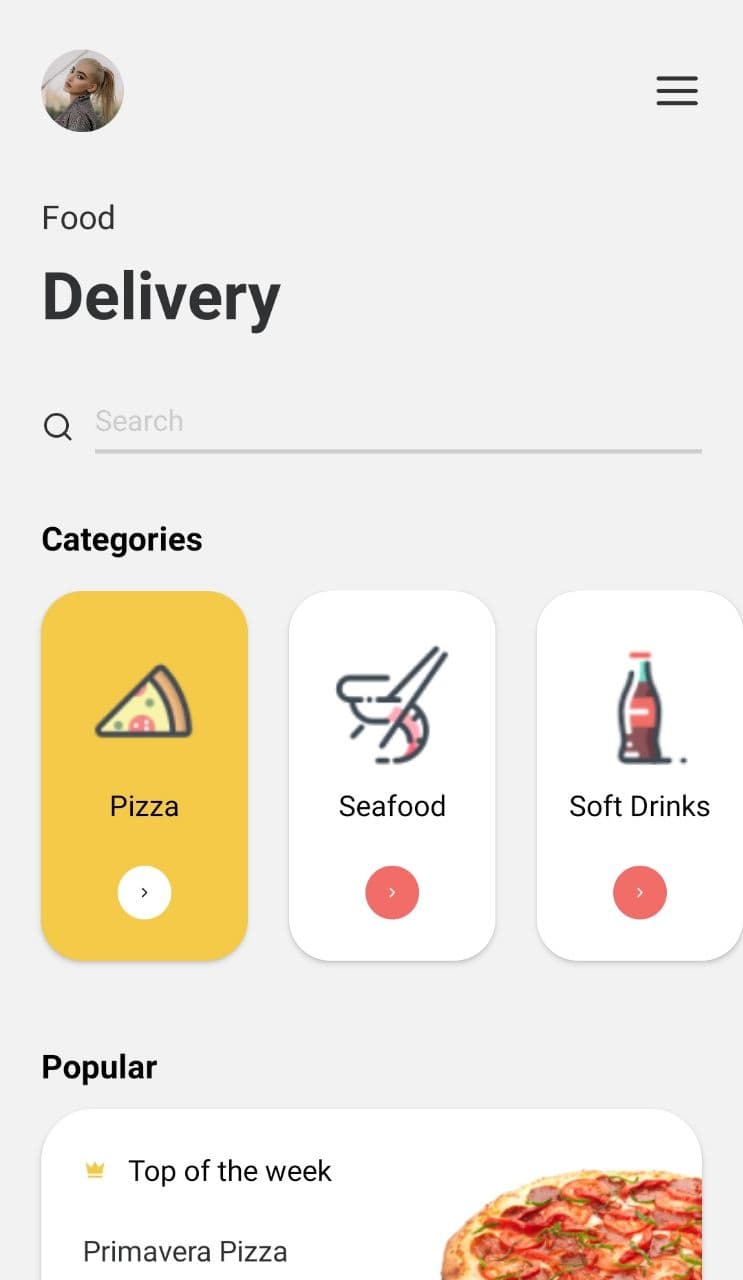 Food
Delivery
Search
Categories
Pizza
Seafood
Soft Drinks
Popular
Top of the week
Primavera Pizza